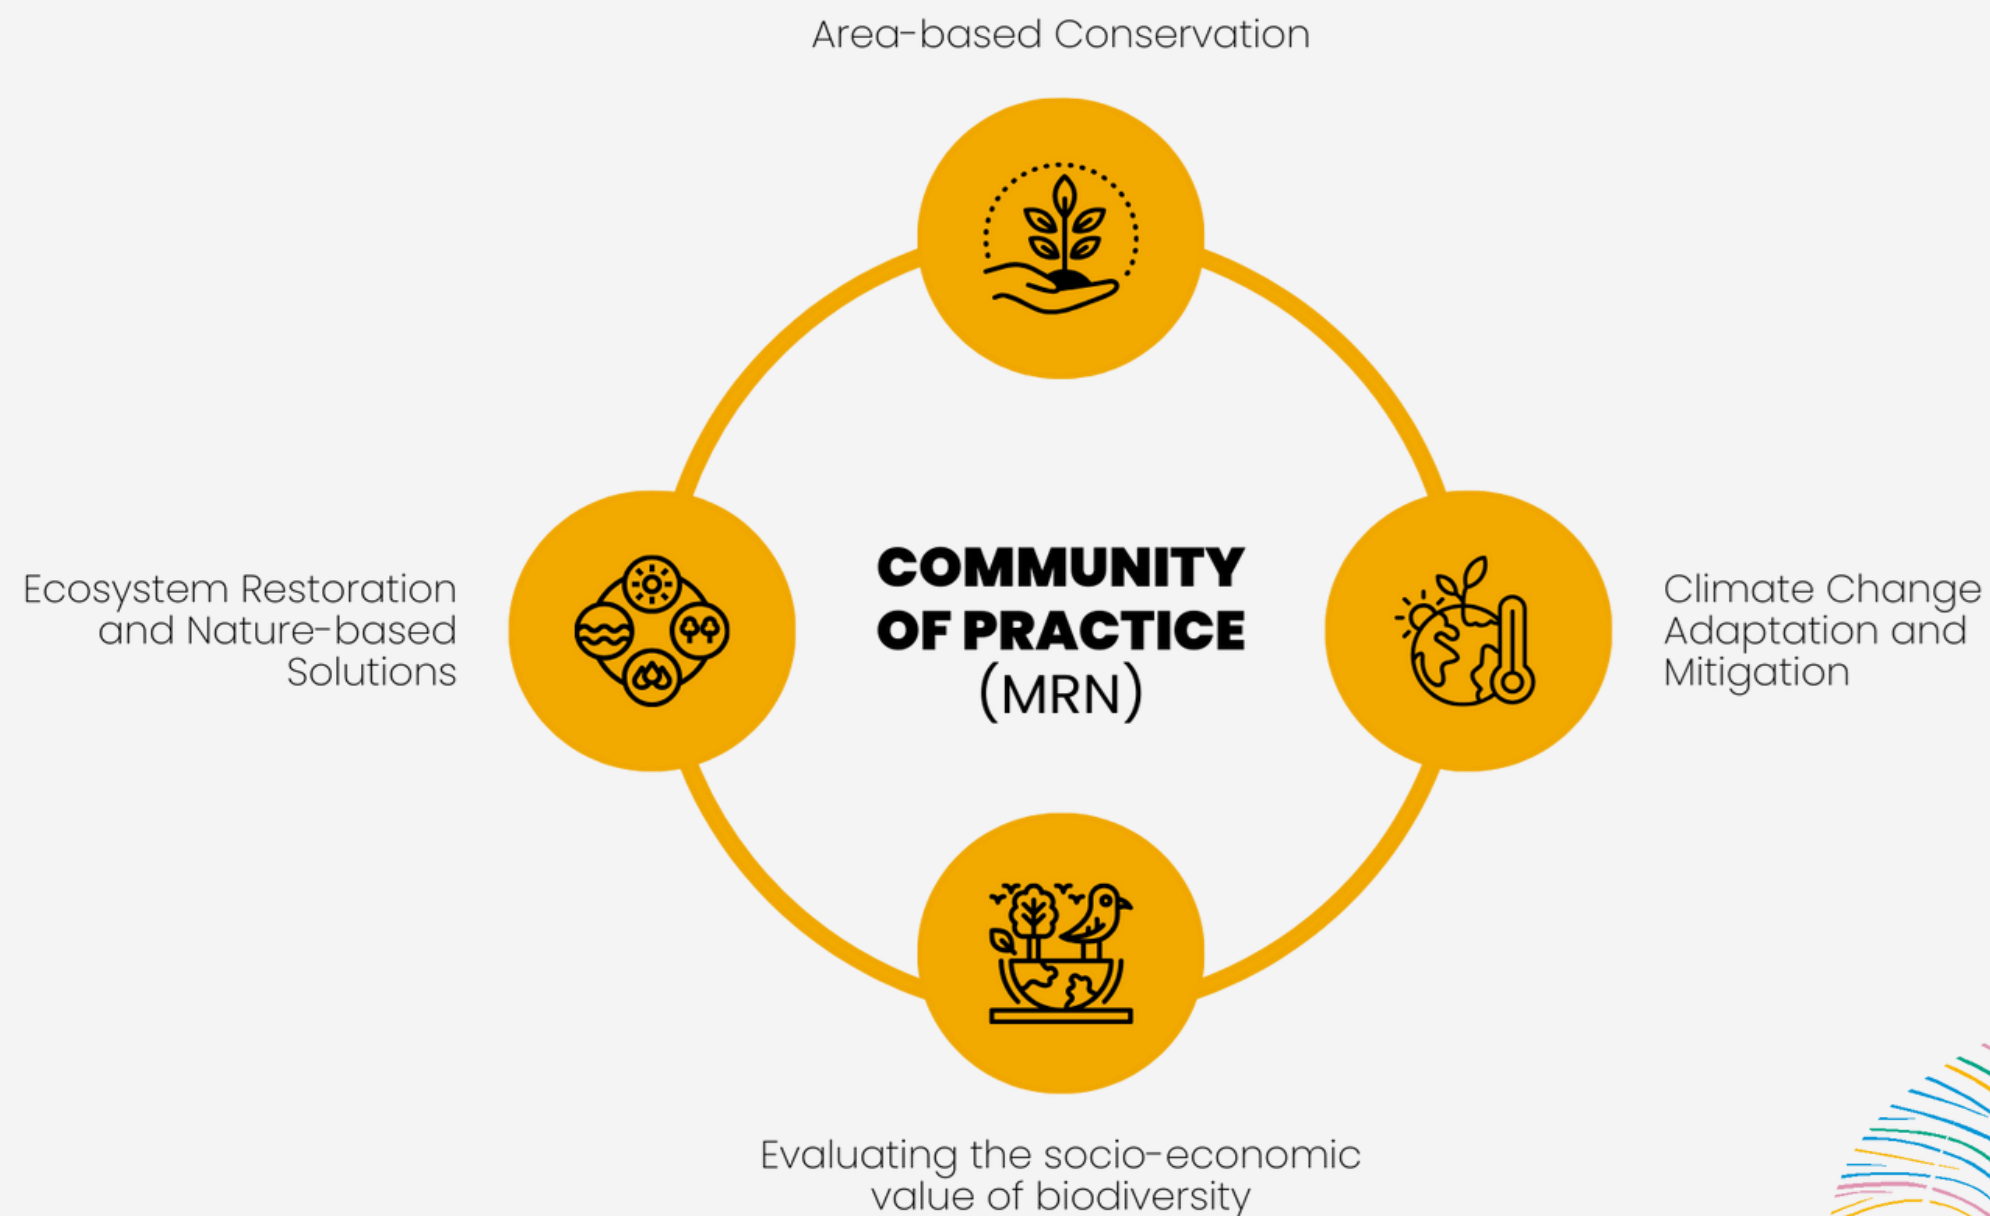 Area-based Conservation
Ecosystem Restoration
and Nature-based
Solutions
COMMUNITY
OF PRACTICE
(MRN)
Climate Change
Adaptation and
Mitigation
Evaluating the socio-economic
value of biodiversity